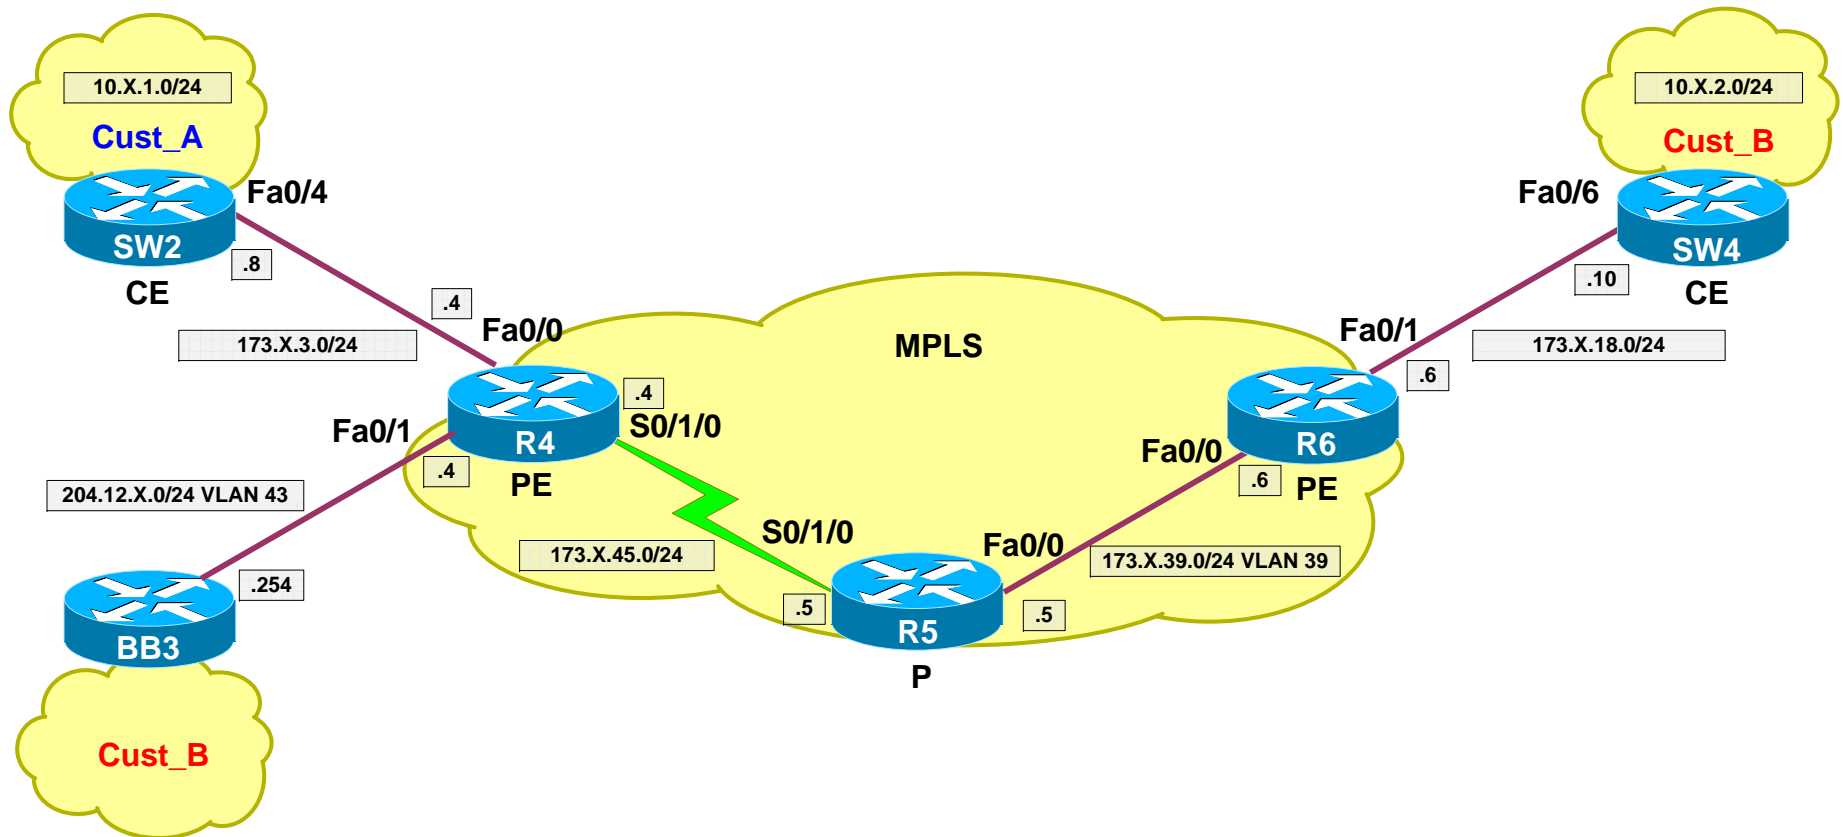 10.X.1.0/24
Cust_A
Fa0/4
SW2
.8
CE
173.X.3.0/24
.4
Fa0/0
10.X.2.0/24
Cust_B
Fa0/6
SW4
.10
CE
173.X.18.0/24
Fa0/1
.6
MPLS
.4
S0/1/0
R4
PE
Fa0/1
.4
204.12.X.0/24 VLAN 43
.254
BB3
Cust_B
173.X.45.0/24
S0/1/0
.5
R5
P
Fa0/0
.5
173.X.39.0/24 VLAN 39
Fa0/0
.6
R6
PE